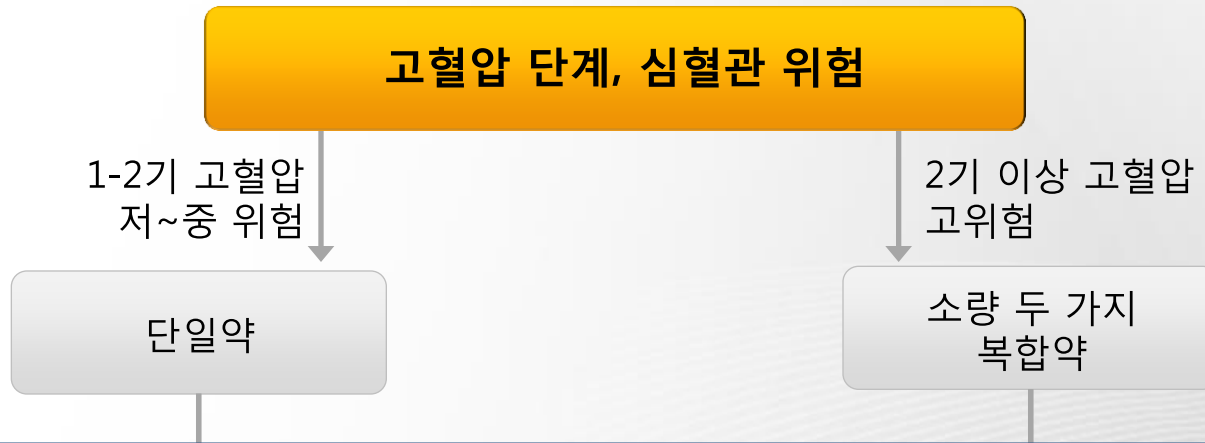 고혈압 단계, 심혈관 위험
1-2기 고혈압
저~중 위험
2기 이상 고혈압
고위험
단일약
소량 두 가지
복합약